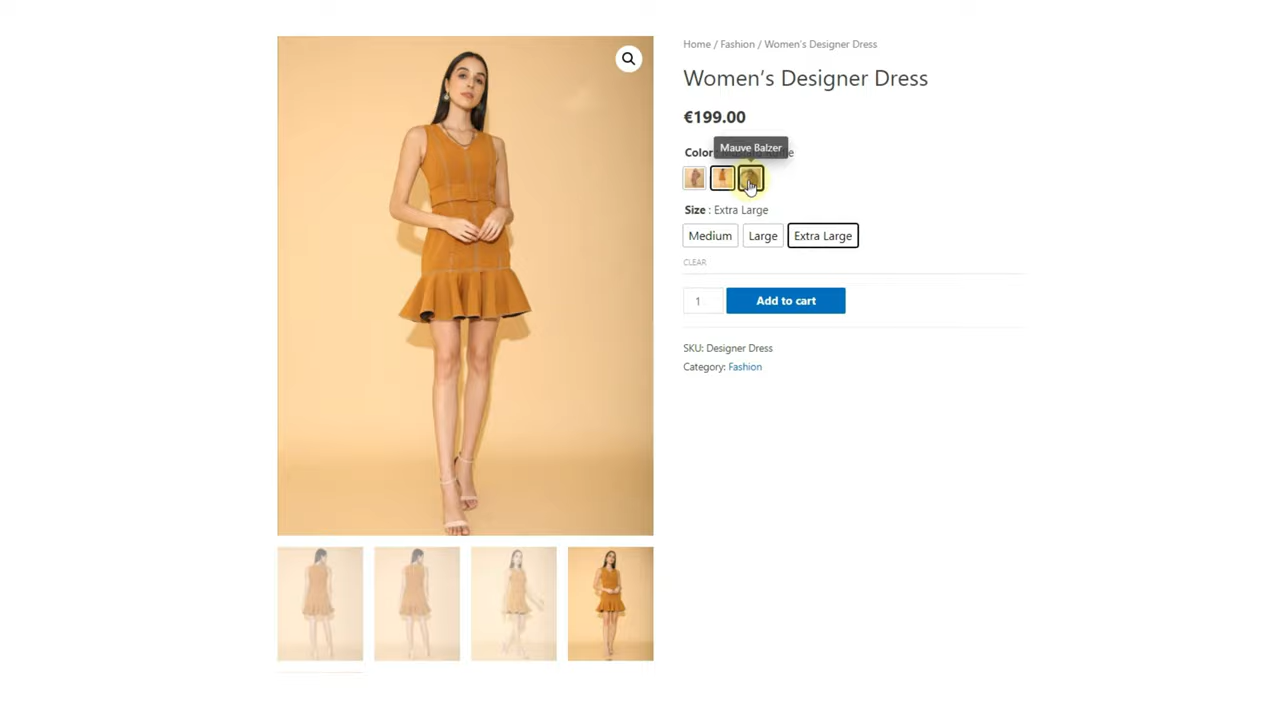 Home / Fashion / Women's Designer Dress
Women's Designer Dress
€199.00
Mauve Balzer
Color
Size : Extra Large
Medium
Large
Extra Large
CLEAR
1
Add to cart
SKU: Designer Dress
Category: Fashion